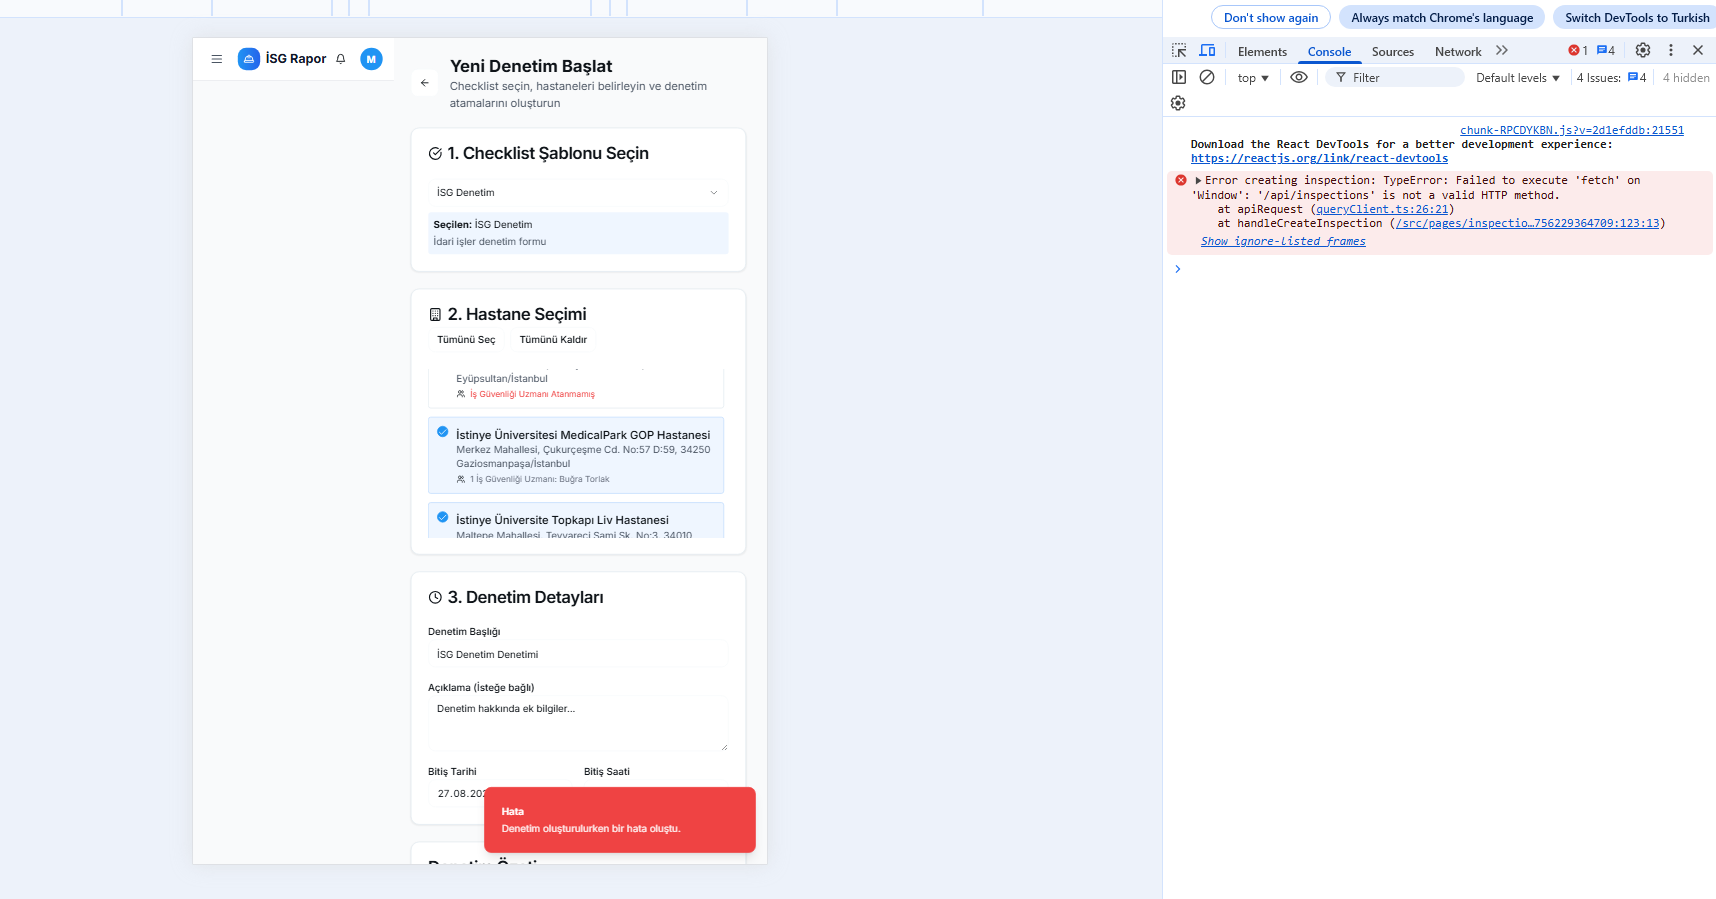 İSG Rapor
M
Yeni Denetim Başlat
Checklist seçin, hastaneleri belirleyin ve denetim
atamalarını oluşturun
1. Checklist Şablonu Seçin
İSG Denetim
Seçilen: İSG Denetim
İdari işler denetim formu
2. Hastane Seçimi
Tümünü Seç Tümünü Kaldır
Eyüpsultan/İstanbul
İş Güvenliği Uzmanı Atanmamış
İstinye Üniversitesi MedicalPark GOP Hastanesi
Merkez Mahallesi, Çukurçeşme Cd. No:57 D:59, 34250
Gaziosmanpaşa/İstanbul
1 İş Güvenliği Uzmanı: Buğra Torlak
İstinye Üniversite Topkapı Liv Hastanesi
Maltepe Mahallesi, Teyyareci Sami Sk. No:3, 34010
3. Denetim Detayları
Denetim Başlığı
İSG Denetim Denetimi
Açıklama (İsteğe bağlı)
Denetim hakkında ek bilgiler...
Bitiş Tarihi Bitiş Saati
27.08.202
Hata
Denetim oluşturulurken bir hata oluştu.
Denetim Özeti
Don't show again Always match Chrome's language Switch DevTools to Turkish
Elements Console Sources Network 1 4
top Filter Default levels 4 Issues: 4 4 hidden
chunk-RPCDYKBN.js?v=2d1efddb:21551
Download the React DevTools for a better development experience:
https://reactjs.org/link/react-devtools
Error creating inspection: TypeError: Failed to execute 'fetch' on
'Window': '/api/inspections' is not a valid HTTP method.
at apiRequest (queryClient.ts:26:21)
at handleCreateInspection (/src/pages/inspectio…756229364709:123:13)
Show ignore-listed frames